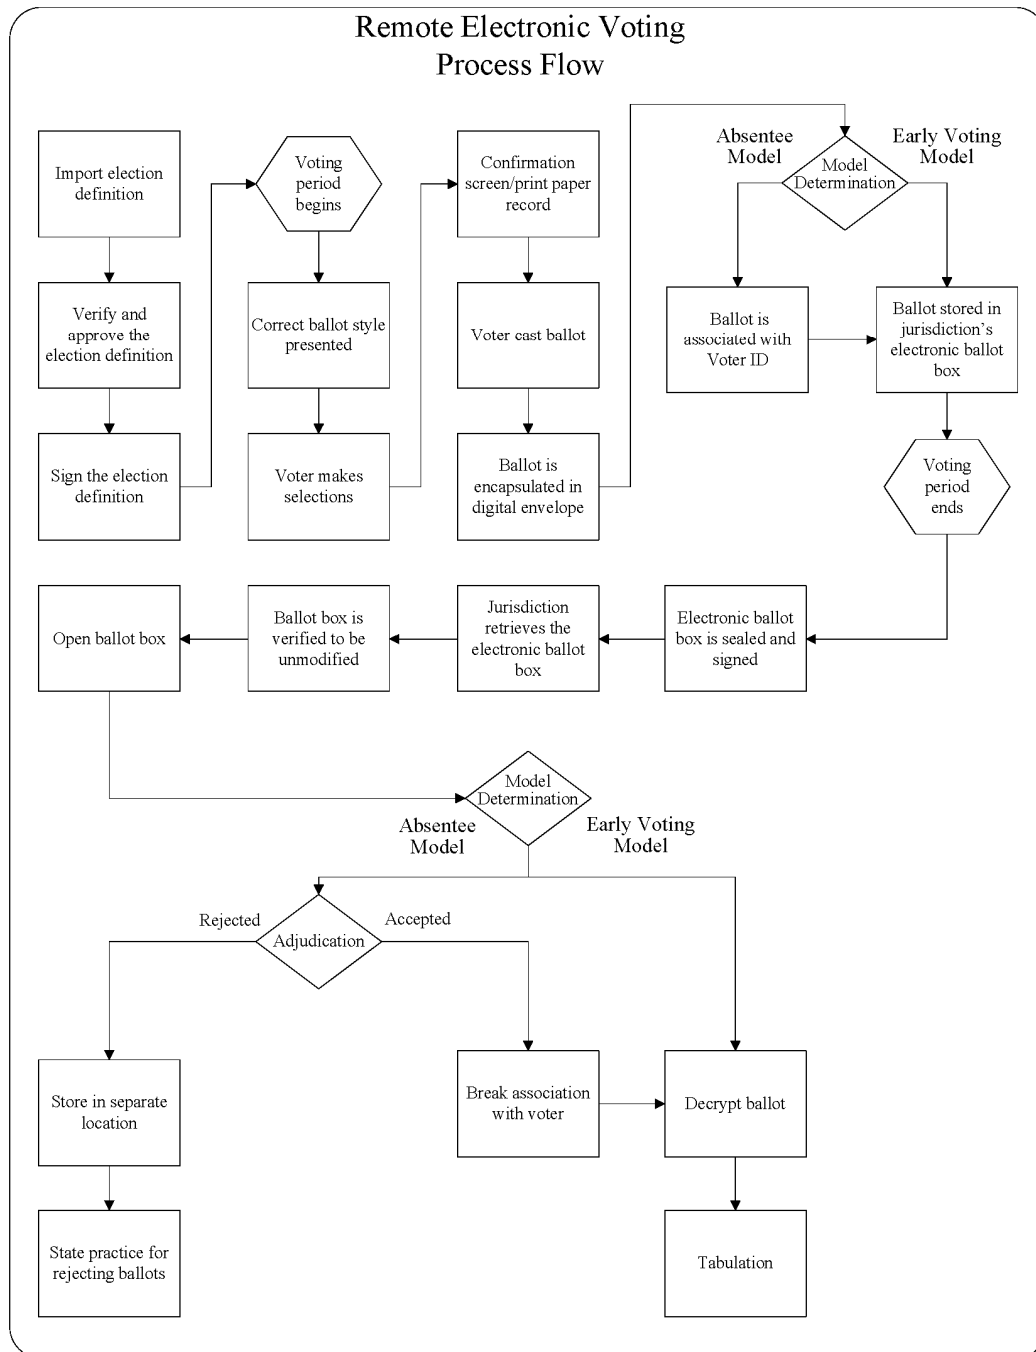 Remote Electronic Voting
Process Flow
Import election
definition
Verify and
approve the
election definition
Sign the election
definition
Voting
period
begins
Correct ballot style
presented
Voter makes
selections
Confirmation
screen/print paper
record
Voter cast ballot
Ballot is
encapsulated in
digital envelope
Absentee
Model
Early Voting
Model
Model
Determination
Ballot is
associated with
Voter ID
Ballot stored in
jurisdiction’s
electronic ballot
box
Voting
period
ends
Electronic ballot
box is sealed and
signed
Jurisdiction
retrieves the
electronic ballot
box
Ballot box is
verified to be
unmodified
Open ballot box
Model
Determination
Absentee
Model
Early Voting
Model
Rejected
Accepted
Adjudication
Store in separate
location
State practice for
rejecting ballots
Break association
with voter
Decrypt ballot
Tabulation